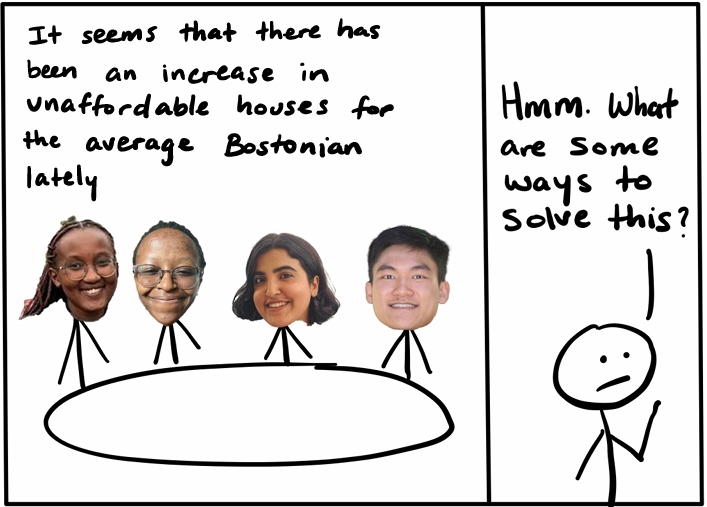 It seems that there has
been an increase in
unaffordable houses for
the average Bostonian
lately
Hmm. What
are some
ways to
solve this?